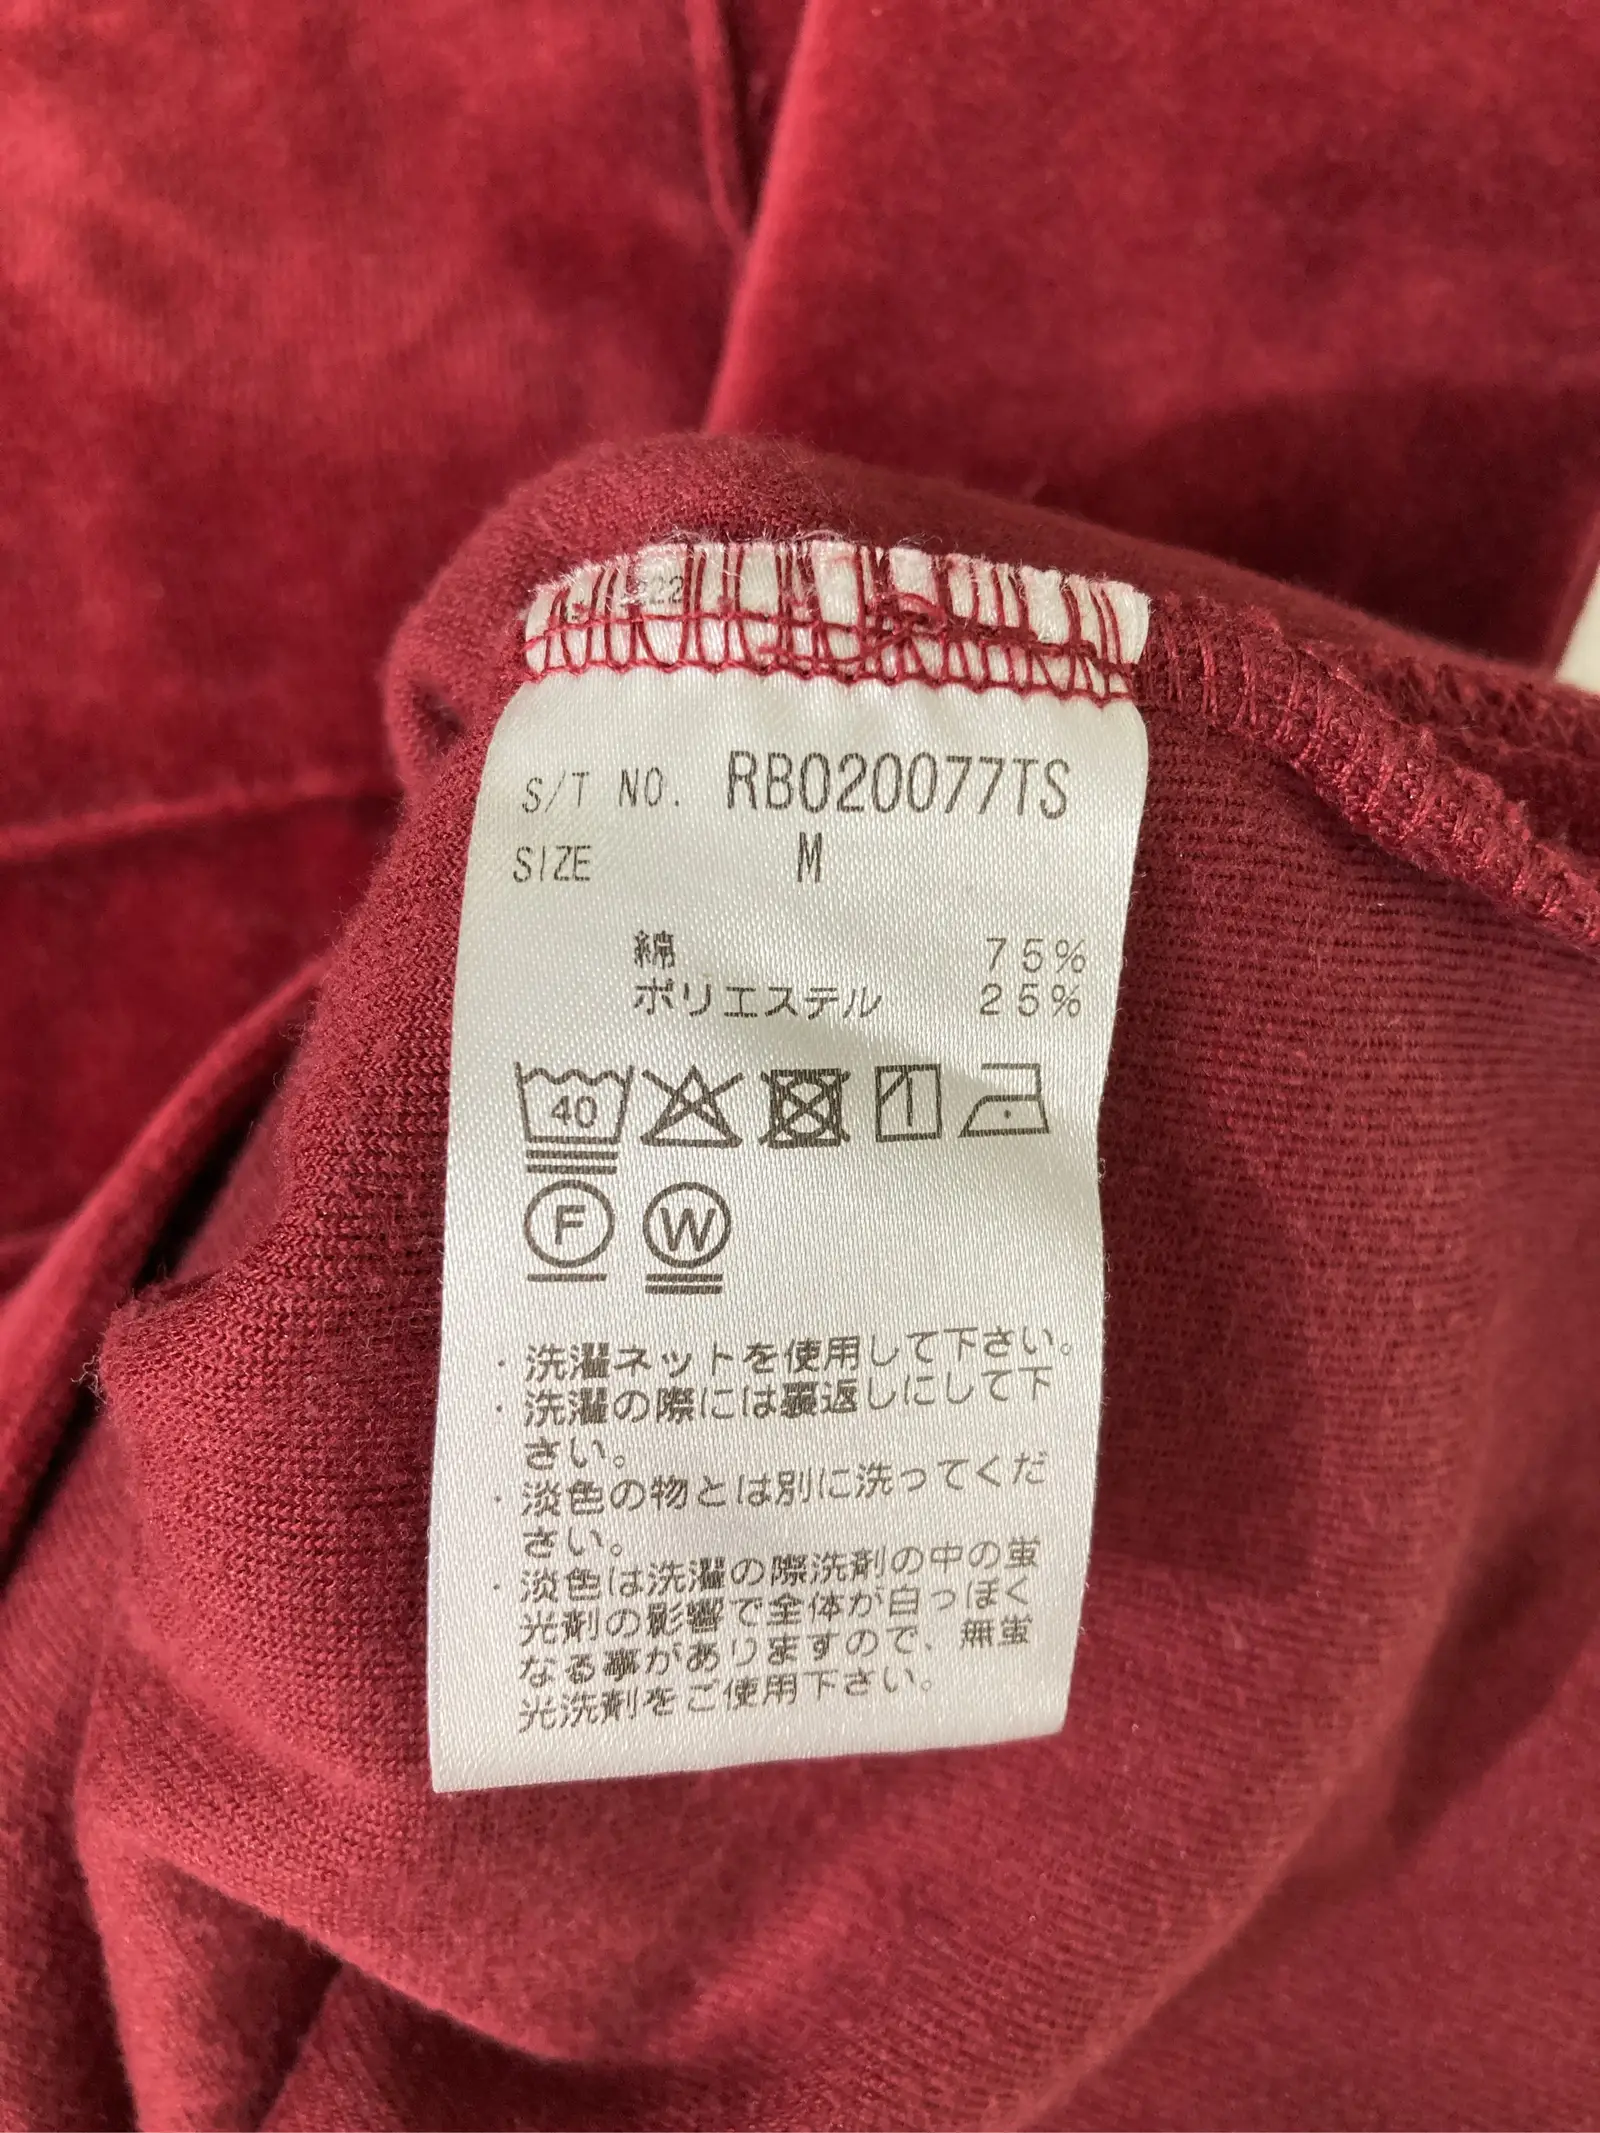 S/T NO. RB020077TS
SIZE M
綿 75%
ポリエステル 25%
40
F W
・洗濯ネットを使用して下さい。
・洗濯の際には裏返しにして下
さい。
・淡色の物とは別に洗ってくだ
さい。
・淡色は洗濯の際洗剤の中の蛍
光剤の影響で全体が白っぽく
なる事がありますので、無蛍
光洗剤をご使用下さい。